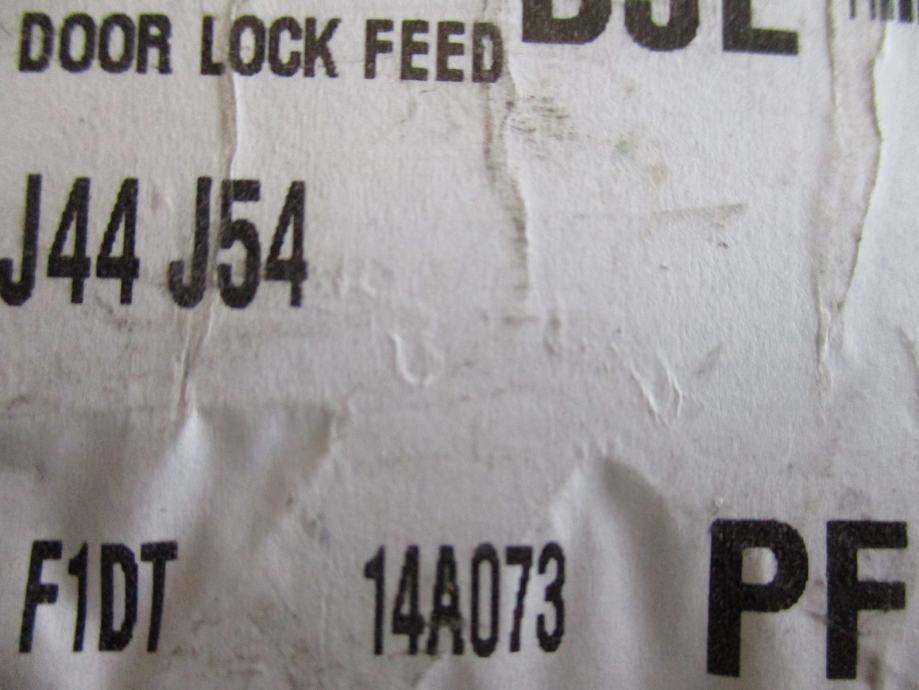 DOOR LOCK FEED
J44 J54
F1DT 14A073 PF